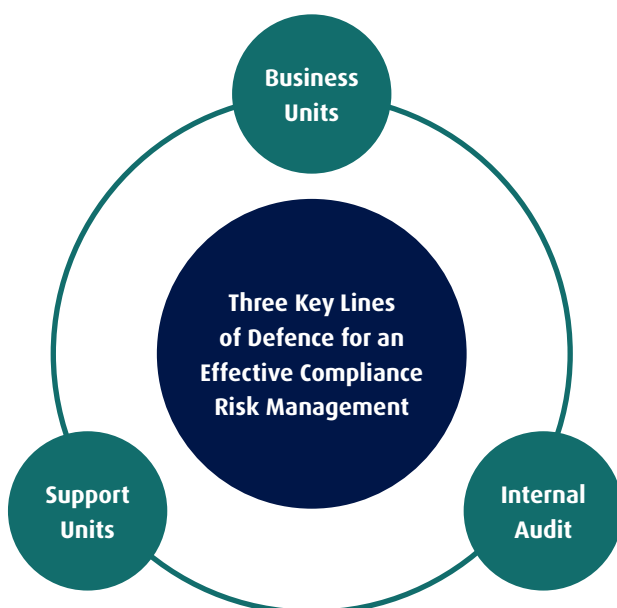 Business
Units
Three Key Lines
of Defence for an
Effective Compliance
Risk Management
Support
Units
Internal
Audit